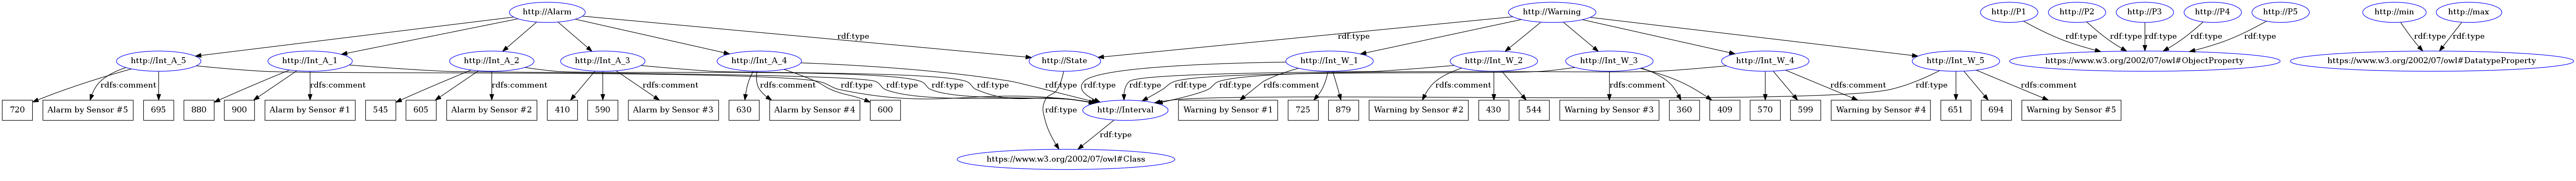 http://Alarm
http://Warning
http://P1
http://P2
http://P3
http://P4
http://P5
http://min
http://max
rdf:type
rdf:type
rdf:type
rdf:type
rdf:type
rdf:type
rdf:type
rdf:type
rdf:type
http://Int_A_5
http://Int_A_1
http://Int_A_2
http://Int_A_3
http://Int_A_4
http://State
http://Int_W_1
http://Int_W_2
http://Int_W_3
http://Int_W_4
http://Int_W_5
https://www.w3.org/2002/07/owl#ObjectProperty
https://www.w3.org/2002/07/owl#DatatypeProperty
rdfs:comment
rdfs:comment
rdfs:comment
rdfs:comment
rdfs:comment
rdf:type
rdf:type
rdf:type
rdf:type
rdf:type
rdf:type
rdf:type
rdf:type
rdf:type
rdfs:comment
rdfs:comment
rdfs:comment
rdfs:comment
rdf:type
rdfs:comment
720
Alarm by Sensor #5
695
880
900
Alarm by Sensor #1
545
605
Alarm by Sensor #2
410
590
Alarm by Sensor #3
630
Alarm by Sensor #4
600
rdf:type
http://Interval
Warning by Sensor #1
725
879
Warning by Sensor #2
430
544
Warning by Sensor #3
360
409
570
599
Warning by Sensor #4
651
694
Warning by Sensor #5
rdf:type
https://www.w3.org/2002/07/owl#Class